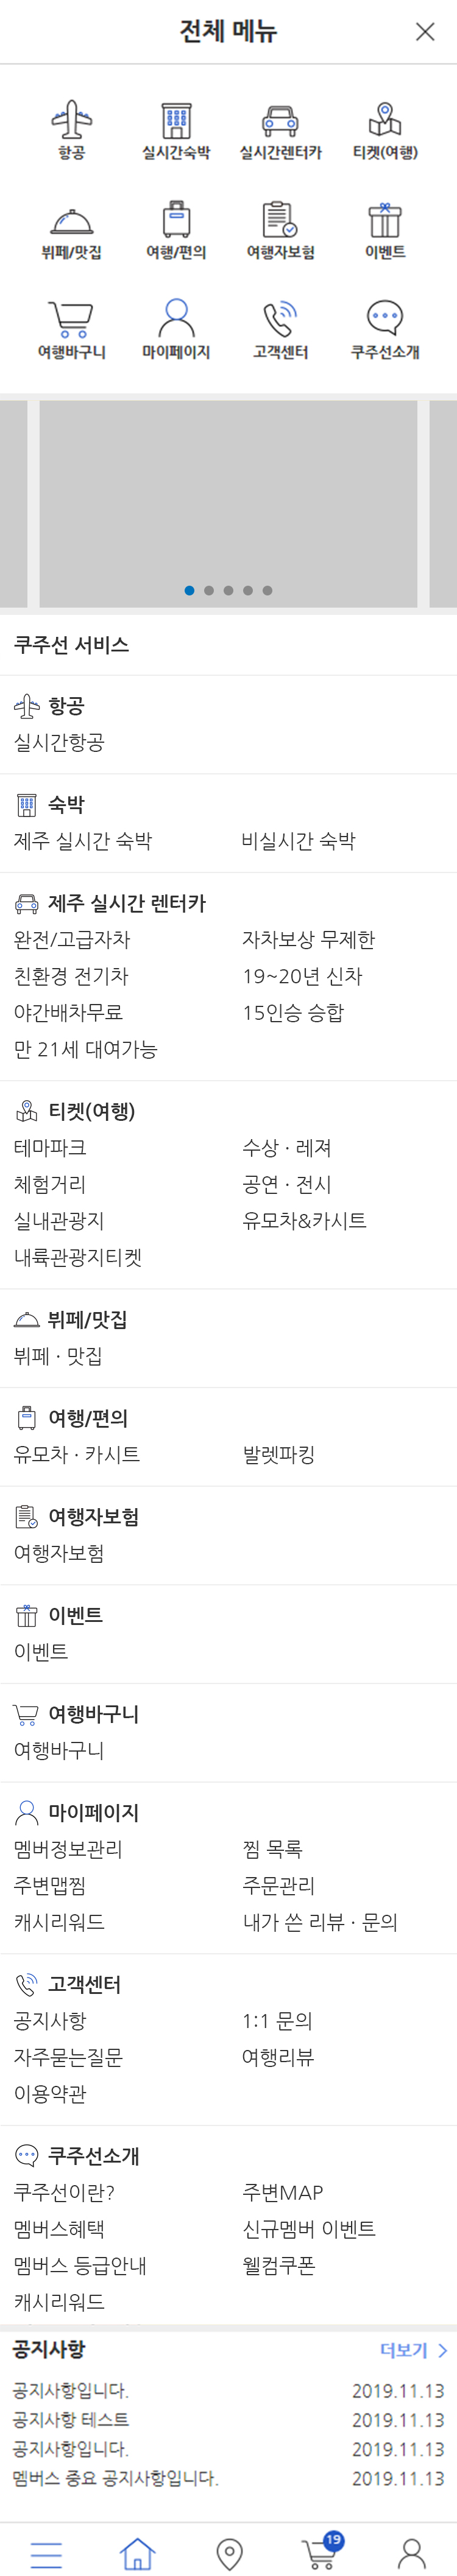 전체 메뉴
항공 실시간숙박 실시간렌터카 티켓(여행)
뷔페/맛집 여행/편의 여행자보험 이벤트
여행바구니 마이페이지 고객센터 쿠주선소개
쿠주선 서비스
항공
실시간항공
숙박
제주 실시간 숙박 비실시간 숙박
제주 실시간 렌터카
완전/고급자차 자차보상 무제한
친환경 전기차 19~20년 신차
야간배차무료 15인승 승합
만 21세 대여가능
티켓(여행)
테마파크 수상 · 레져
체험거리 공연 · 전시
실내관광지 유모차&카시트
내륙관광지티켓
뷔페/맛집
뷔페 · 맛집
여행/편의
유모차 · 카시트 발렛파킹
여행자보험
여행자보험
이벤트
이벤트
여행바구니
여행바구니
마이페이지
멤버정보관리 찜 목록
주변맵찜 주문관리
캐시리워드 내가 쓴 리뷰 · 문의
고객센터
공지사항 1:1 문의
자주묻는질문 여행리뷰
이용약관
쿠주선소개
쿠주선이란? 주변MAP
멤버스혜택 신규멤버 이벤트
멤버스 등급안내 웰컴쿠폰
캐시리워드
공지사항 더보기
공지사항입니다. 2019.11.13
공지사항 테스트 2019.11.13
공지사항입니다. 2019.11.13
멤버스 중요 공지사항입니다. 2019.11.13
19